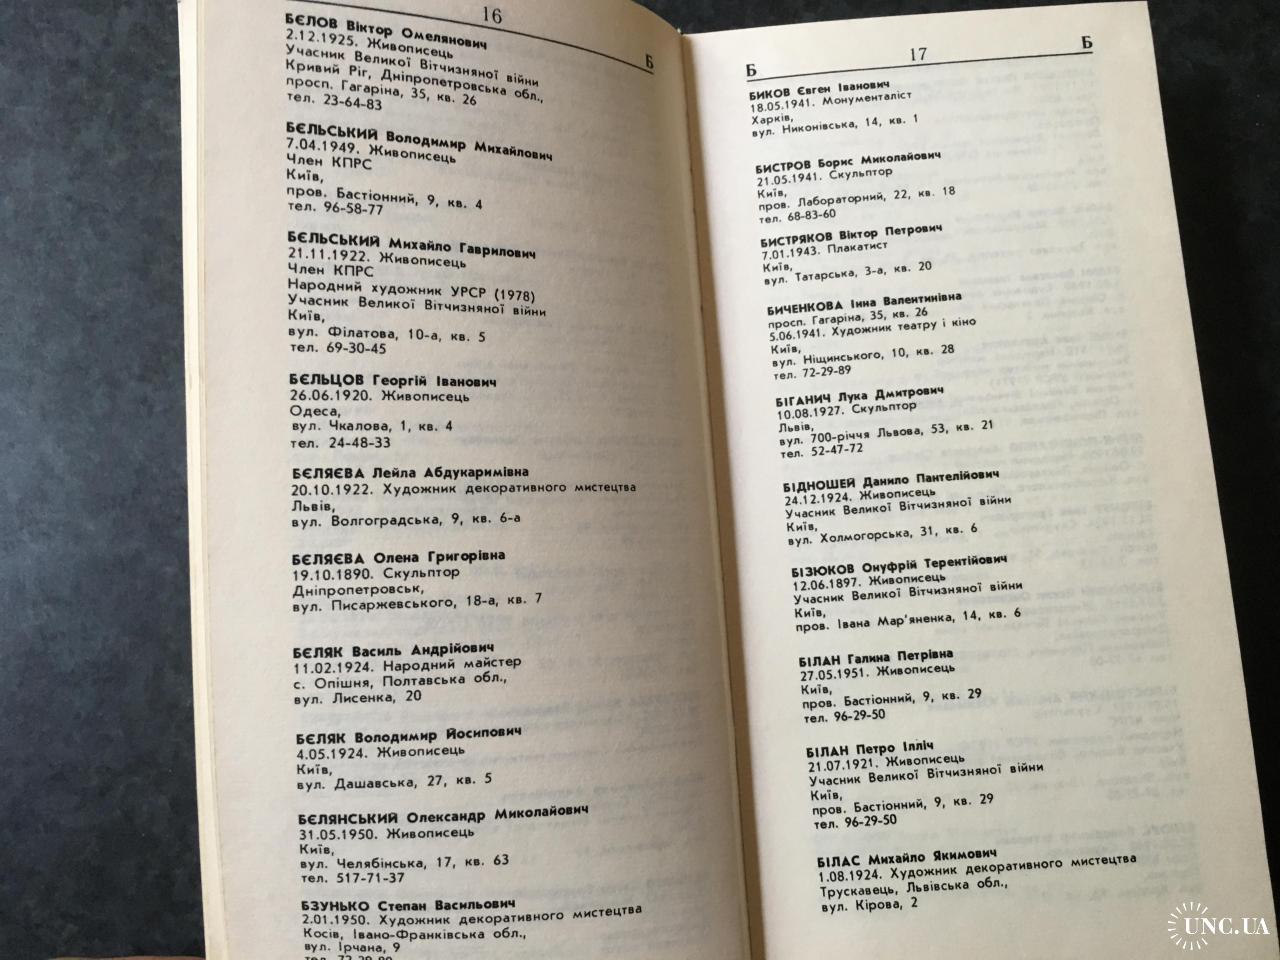 16
Б
БЄЛОВ Віктор Омелянович
2.12.1925. Живописець
Учасник Великої Вітчизняної війни
Кривий Ріг, Дніпропетровська обл.,
просп. Гагаріна, 35, кв. 26
тел. 23-64-83
БЄЛЬСЬКИЙ Володимир Михайлович
7.04.1949. Живописець
Член КПРС
Київ,
пров. Бастіонний, 9, кв. 4
тел. 96-58-77
БЄЛЬСЬКИЙ Михайло Гаврилович
21.11.1922. Живописець
Член КПРС
Народний художник УРСР (1978)
Учасник Великої Вітчизняної війни
Київ,
вул. Філатова, 10-а, кв. 5
тел. 69-30-45
БЄЛЬЦОВ Георгій Іванович
26.06.1920. Живописець
Одеса,
вул. Чкалова, 1, кв. 4
тел. 24-48-33
БЄЛЯЄВА Лейла Абдукаримівна
20.10.1922. Художник декоративного мистецтва
Львів,
вул. Волгоградська, 9, кв. 6-а
БЄЛЯЄВА Олена Григорівна
19.10.1890. Скульптор
Дніпропетровськ,
вул. Писаржевського, 18-а, кв. 7
БЄЛЯК Василь Андрійович
11.02.1924. Народний майстер
с. Опішня, Полтавська обл.,
вул. Лисенка, 20
БЄЛЯК Володимир Йосипович
4.05.1924. Живописець
Київ,
вул. Дашавська, 27, кв. 5
БЄЛЯНСЬКИЙ Олександр Миколайович
31.05.1950. Живописець
Київ,
вул. Челябінська, 17, кв. 63
тел. 517-71-37
БЗУНЬКО Степан Васильович
2.01.1950. Художник декоративного мистецтва
Косів, Івано-Франківська обл.,
вул. Ірчана, 9
Б 17 Б
БИКОВ Євген Іванович
18.05.1941. Монументаліст
Харків,
вул. Никонівська, 14, кв. 1
БИСТРОВ Борис Миколайович
21.05.1941. Скульптор
Київ,
пров. Лабораторний, 22, кв. 18
тел. 68-83-60
БИСТРЯКОВ Віктор Петрович
7.01.1943. Плакатист
Київ,
вул. Татарська, 3-а, кв. 20
БИЧЕНКОВА Інна Валентинівна
просп. Гагаріна, 35, кв. 26
5.06.1941. Художник театру і кіно
Київ,
вул. Ніщинського, 10, кв. 28
тел. 72-29-89
БІГАНИЧ Лука Дмитрович
10.08.1927. Скульптор
Львів,
вул. 700-річчя Львова, 53, кв. 21
тел. 52-47-72
БІДНОШЕЙ Данило Пантелійович
24.12.1924. Живописець
Учасник Великої Вітчизняної війни
Київ,
вул. Холмогорська, 31, кв. 6
БІЗЮКОВ Онуфрій Терентійович
12.06.1897. Живописець
Учасник Великої Вітчизняної війни
Київ,
пров. Івана Мар'яненка, 14, кв. 6
БІЛАН Галина Петрівна
27.05.1951. Живописець
Київ,
пров. Бастіонний, 9, кв. 29
тел. 96-29-50
БІЛАН Петро Ілліч
21.07.1921. Живописець
Учасник Великої Вітчизняної війни
Київ,
пров. Бастіонний, 9, кв. 29
тел. 96-29-50
БІЛАС Михайло Якимович
1.08.1924. Художник декоративного мистецтва
Трускавець, Львівська обл.,
вул. Кірова, 2
UNC.UA